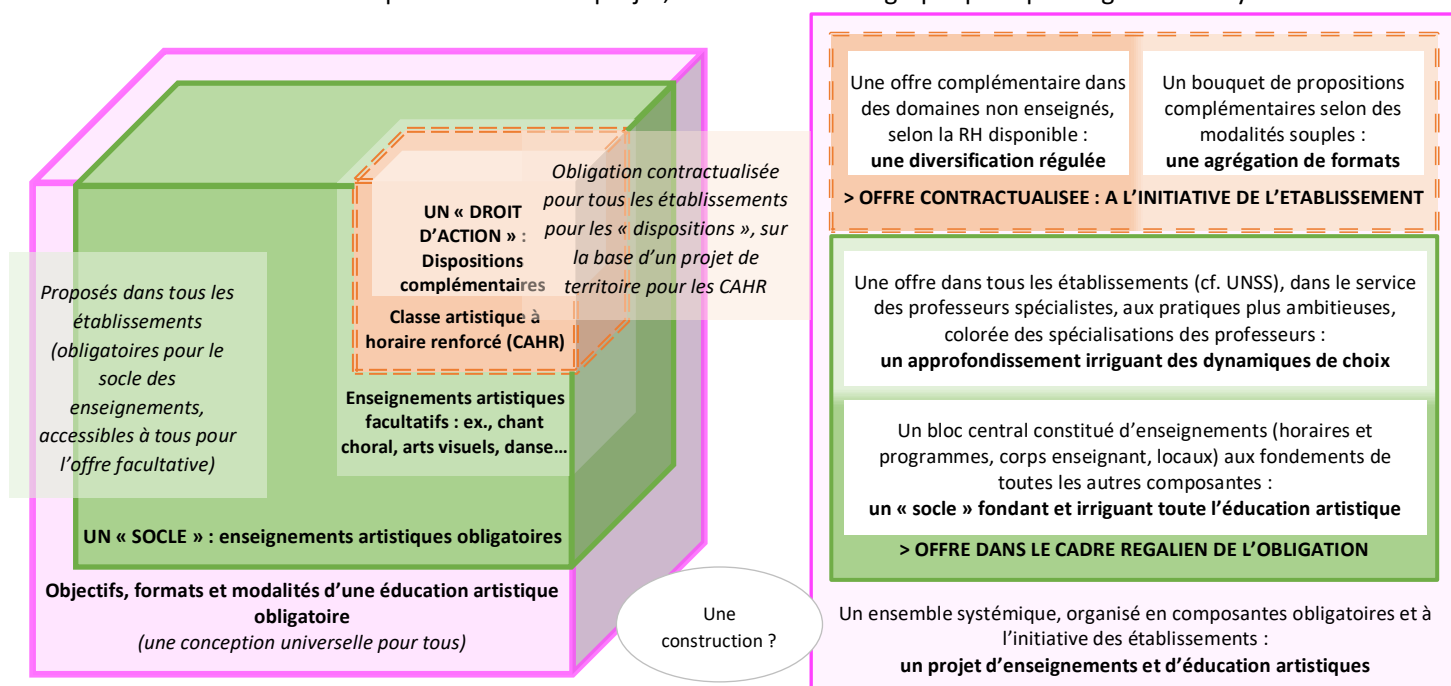 Proposés dans tous les
établissements
(obligatoires pour le
socle des
enseignements,
accessibles à tous pour
l'offre facultative)
UN « DROIT
D'ACTION » :
Dispositions
complémentaires
Classe artistique à
horaire renforcé (CAHR)
Obligation contractualisée
pour tous les établissements
pour les « dispositions », sur
la base d'un projet de
territoire pour les CAHR
Enseignements artistiques
facultatifs : ex., chant
choral, arts visuels, danse…
UN « SOCLE » : enseignements artistiques obligatoires
Objectifs, formats et modalités d'une éducation artistique
obligatoire
(une conception universelle pour tous)
Une
construction ?
Une offre complémentaire dans
des domaines non enseignés,
selon la RH disponible :
une diversification régulée
Un bouquet de propositions
complémentaires selon des
modalités souples :
une agrégation de formats
> OFFRE CONTRACTUALISEE : A L'INITIATIVE DE L'ETABLISSEMENT
Une offre dans tous les établissements (cf. UNSS), dans le service
des professeurs spécialistes, aux pratiques plus ambitieuses,
colorée des spécialisations des professeurs :
un approfondissement irriguant des dynamiques de choix
Un bloc central constitué d'enseignements (horaires et
programmes, corps enseignant, locaux) aux fondements de
toutes les autres composantes :
un « socle » fondant et irriguant toute l'éducation artistique
> OFFRE DANS LE CADRE REGALIEN DE L'OBLIGATION
Un ensemble systémique, organisé en composantes obligatoires et à
l'initiative des établissements :
un projet d'enseignements et d'éducation artistiques